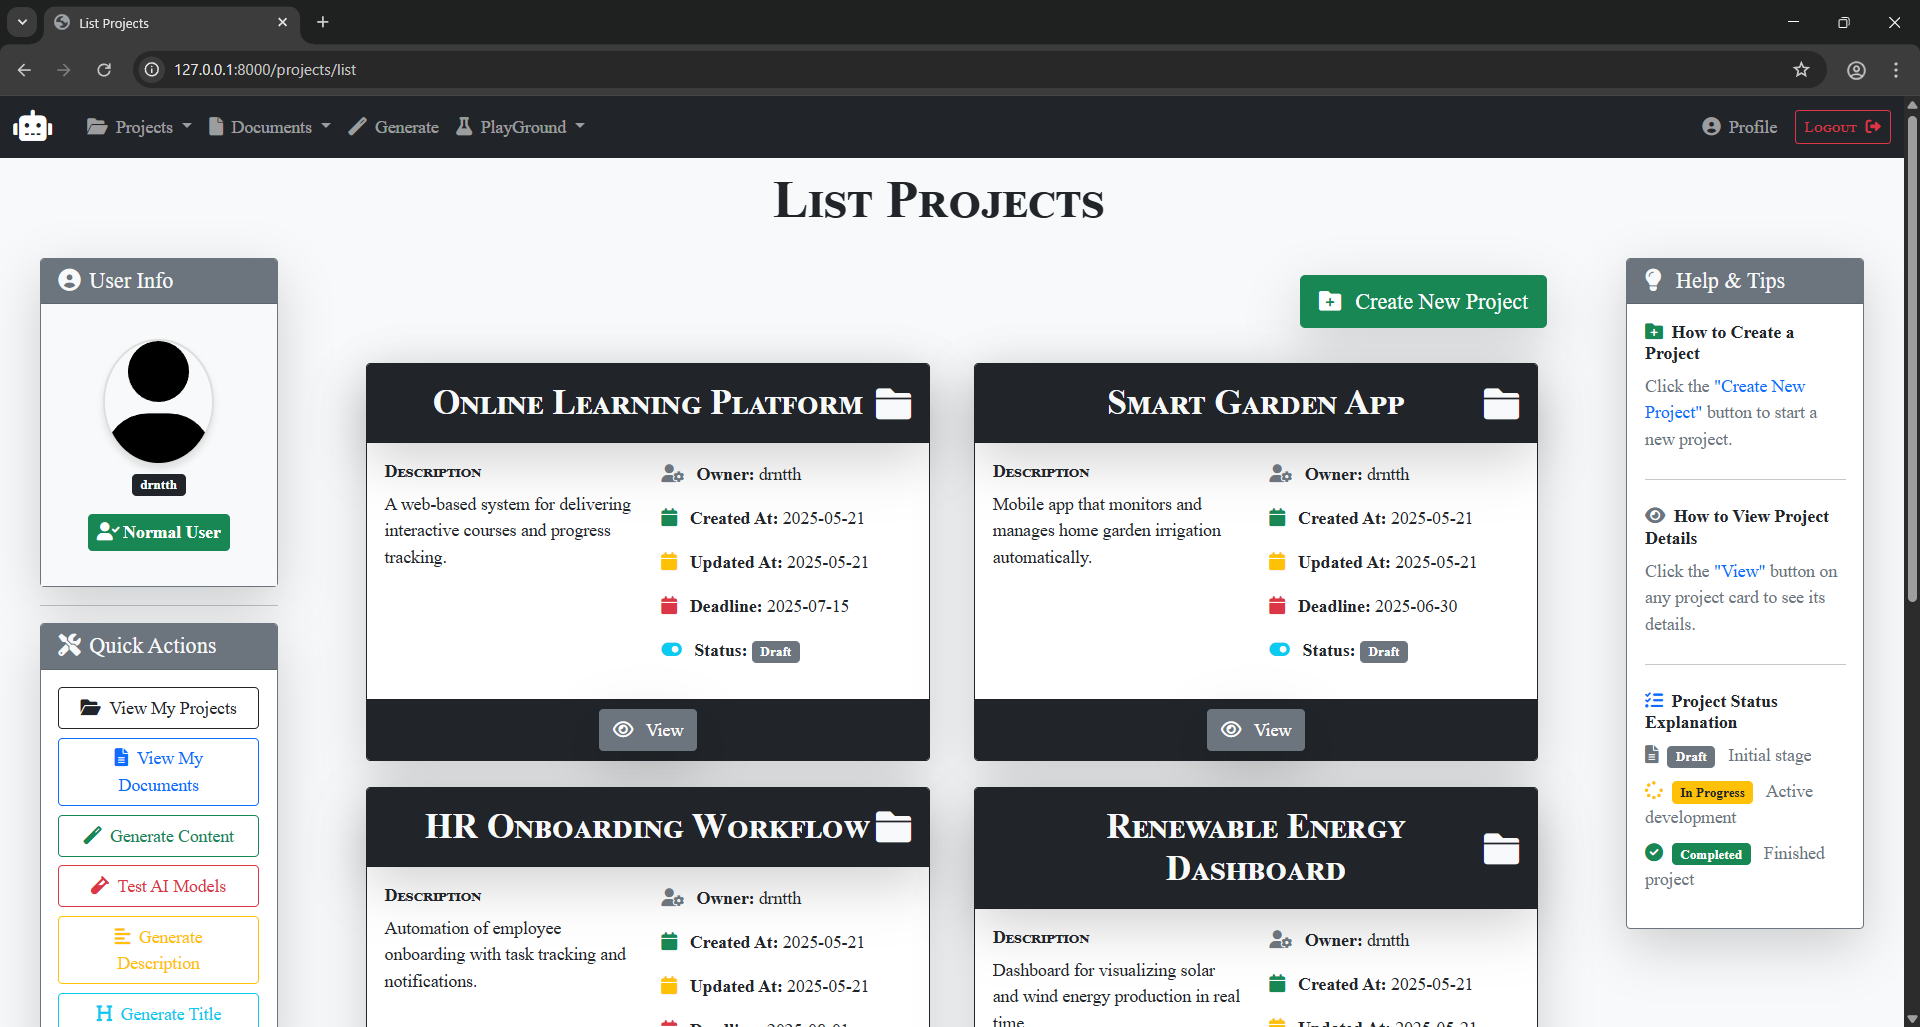 List Projects
127.0.0.1:8000/projects/list
Projects Documents Generate PlayGround Profile Logout
List Projects
User Info
drntth
Normal User
Quick Actions
View My Projects
View My
Documents
Generate Content
Test AI Models
Generate
Description
Generate Title
Create New Project
Online Learning Platform
Description
A web-based system for delivering
interactive courses and progress
tracking.
Owner: drntth
Created At: 2025-05-21
Updated At: 2025-05-21
Deadline: 2025-07-15
Status: Draft
View
Smart Garden App
Description
Mobile app that monitors and
manages home garden irrigation
automatically.
Owner: drntth
Created At: 2025-05-21
Updated At: 2025-05-21
Deadline: 2025-06-30
Status: Draft
View
HR Onboarding Workflow
Description
Automation of employee
onboarding with task tracking and
notifications.
Owner: drntth
Created At: 2025-05-21
Updated At: 2025-05-21
Renewable Energy
Dashboard
Description
Dashboard for visualizing solar
and wind energy production in real
time
Owner: drntth
Created At: 2025-05-21
Updated At: 2025-05-21
Help & Tips
How to Create a
Project
Click the "Create New
Project" button to start a
new project.
How to View Project
Details
Click the "View" button on
any project card to see its
details.
Project Status
Explanation
Draft Initial stage
In Progress Active
development
Completed Finished
project